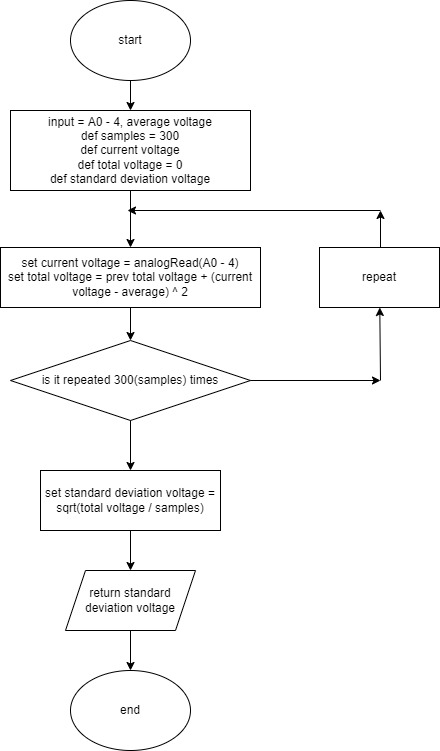 start
input = A0 - 4, average voltage
def samples = 300
def current voltage
def total voltage = 0
def standard deviation voltage
set current voltage = analogRead(A0 - 4)
set total voltage = prev total voltage + (current
voltage - average) ^ 2
repeat
is it repeated 300(samples) times
set standard deviation voltage =
sqrt(total voltage / samples)
return standard
deviation voltage
end